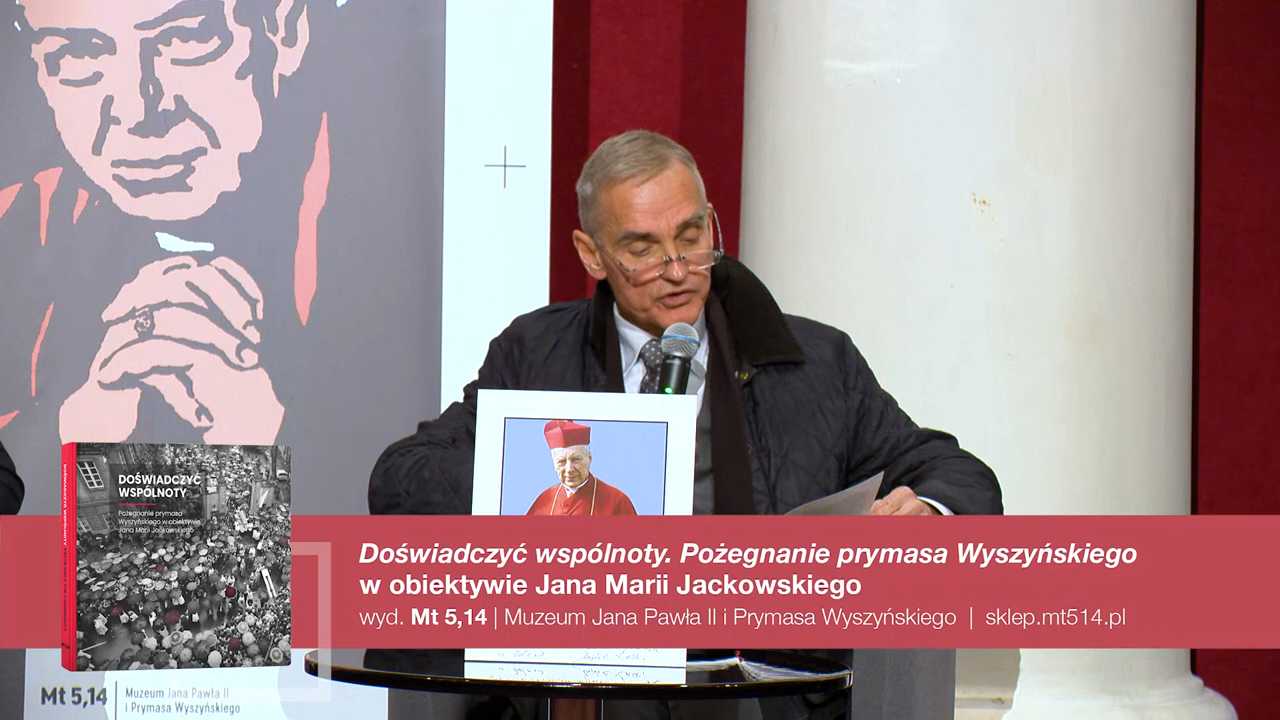 DOŚWIADCZYĆ
WSPÓLNOTY
Pożegnanie prymasa
Wyszyńskiego w obiektywie
Jana Marii Jackowskiego
DOŚWIADCZYĆ WSPÓLNOTY
Doświadczyć wspólnoty. Pożegnanie prymasa Wyszyńskiego
w obiektywie Jana Marii Jackowskiego
wyd. Mt 5,14 | Muzeum Jana Pawła II i Prymasa Wyszyńskiego | sklep.mt514.pl
Mt 5,14 | Muzeum Jana Pawła II
i Prymasa Wyszyńskiego